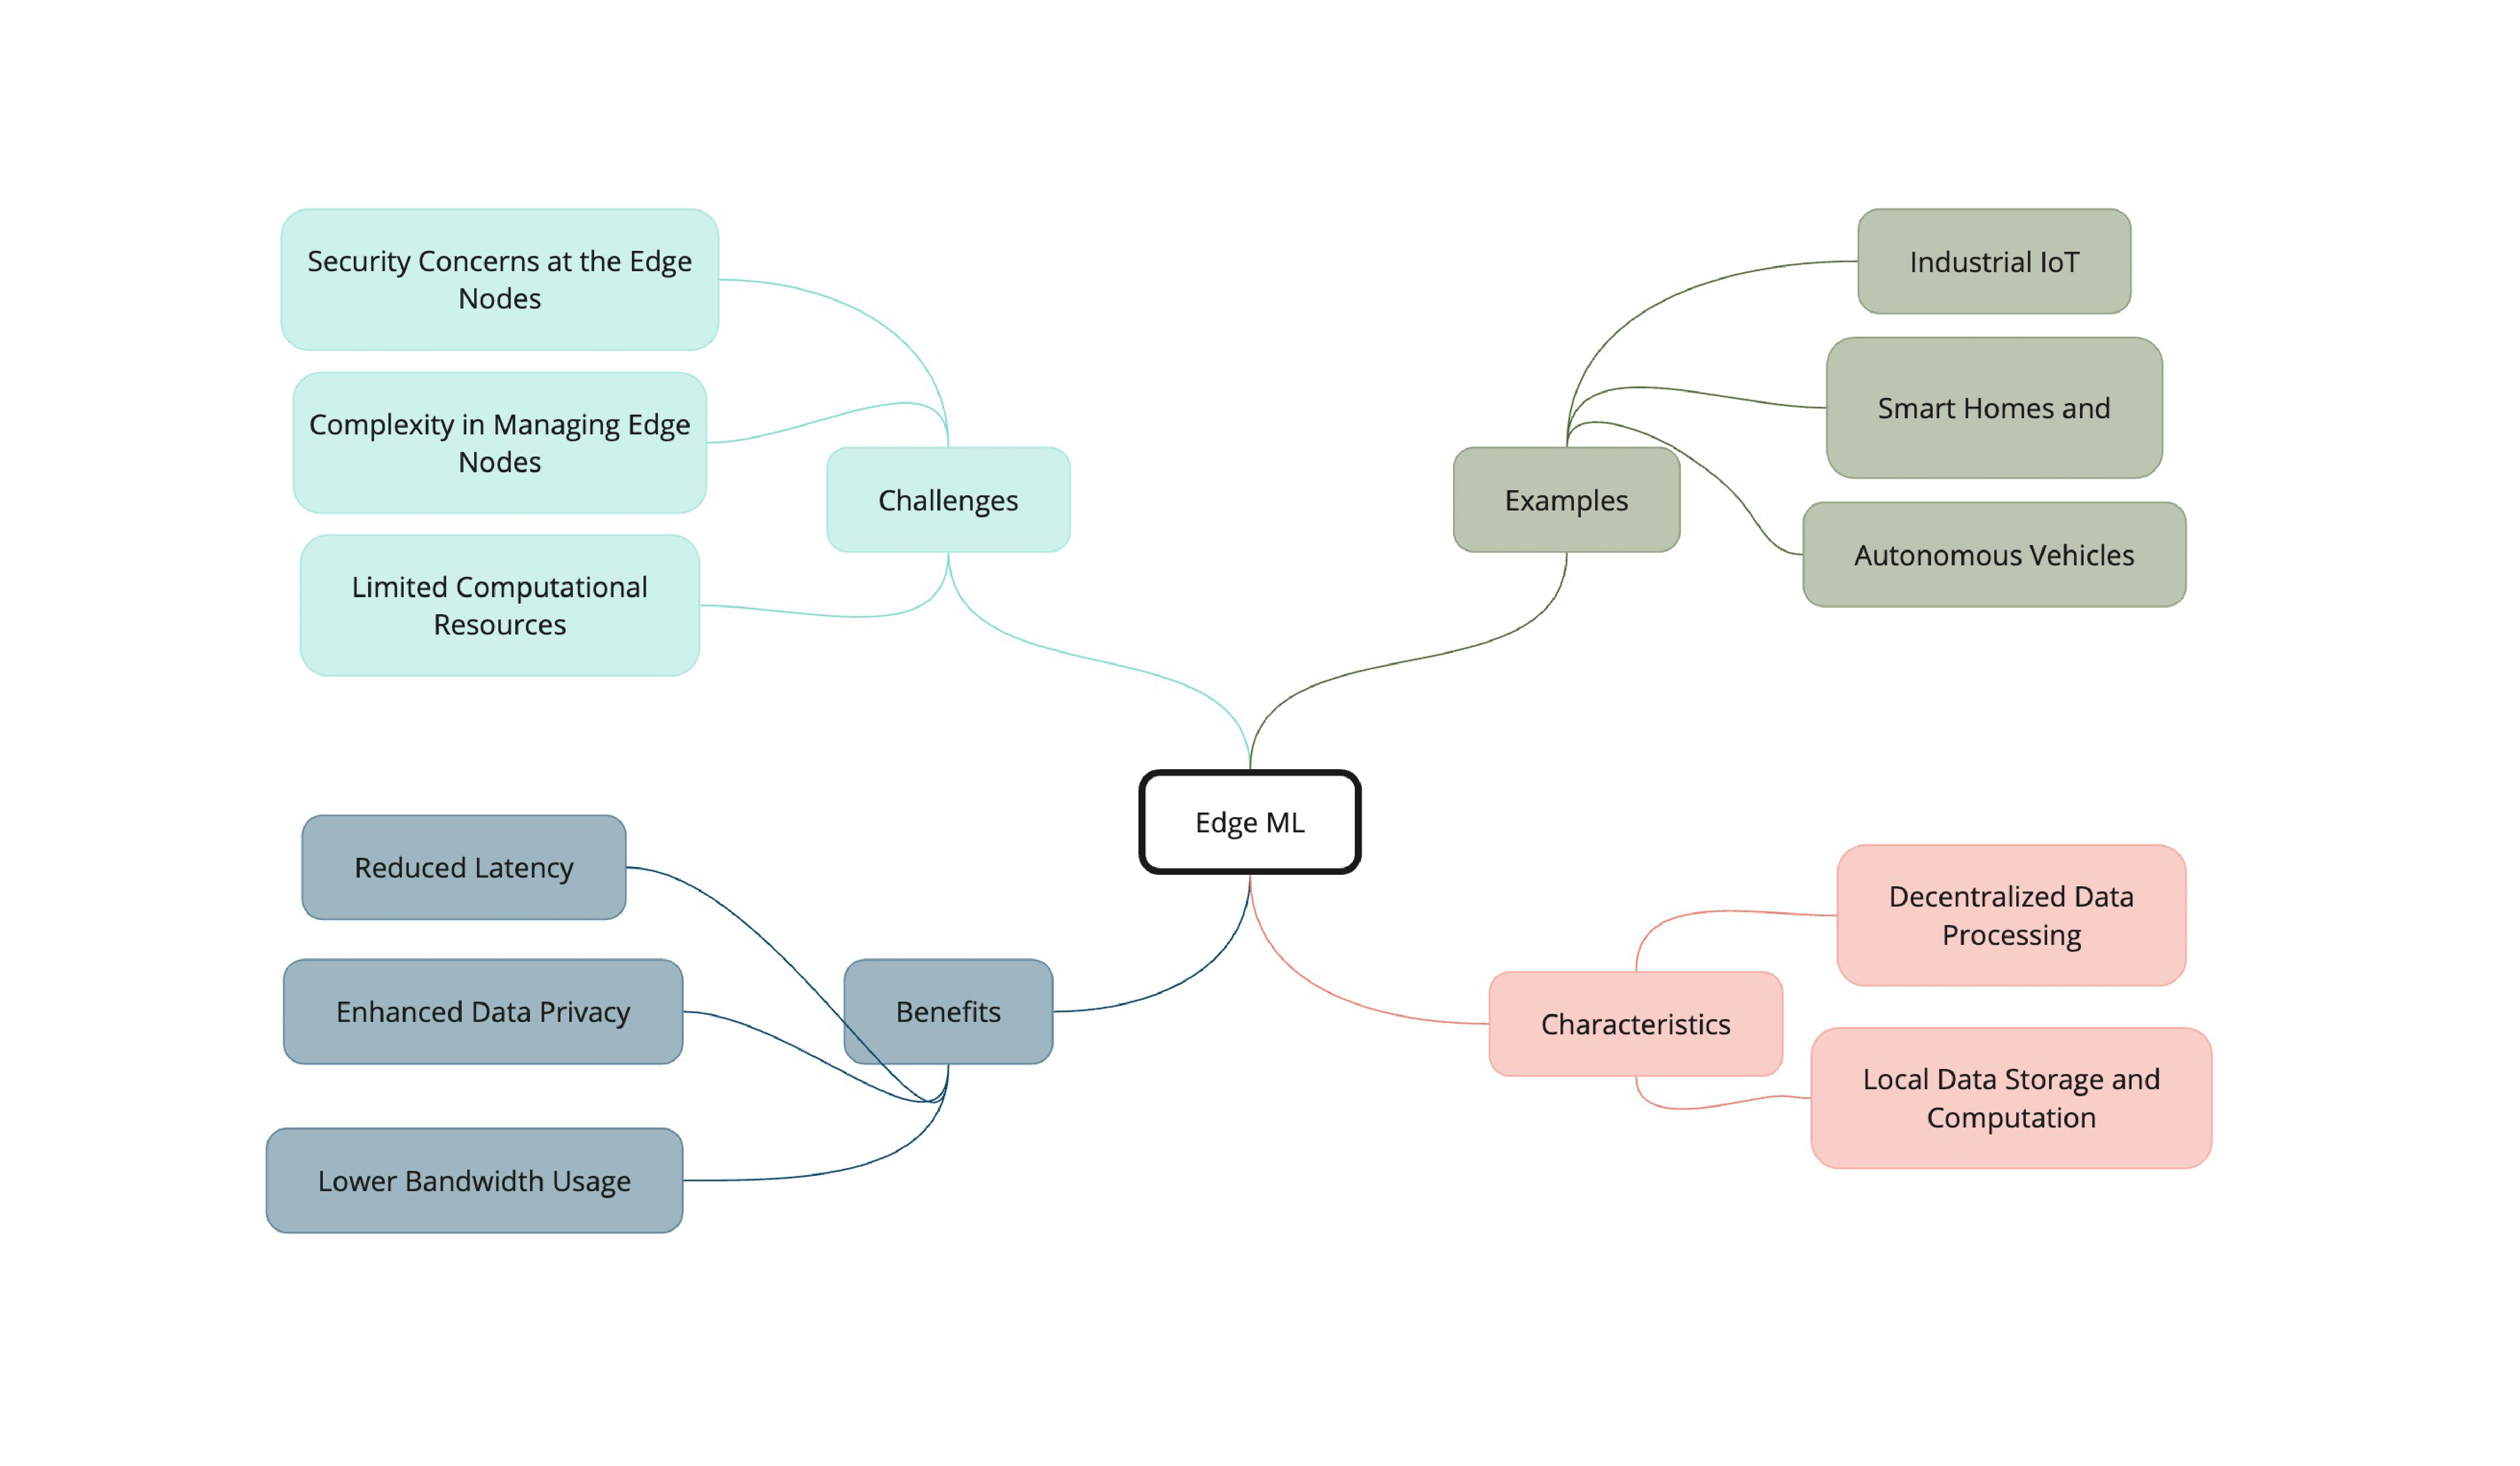 Security Concerns at the Edge
Nodes
Complexity in Managing Edge
Nodes
Limited Computational
Resources
Challenges
Industrial IoT
Smart Homes and
Autonomous Vehicles
Examples
Edge ML
Reduced Latency
Enhanced Data Privacy
Lower Bandwidth Usage
Benefits
Characteristics
Decentralized Data
Processing
Local Data Storage and
Computation